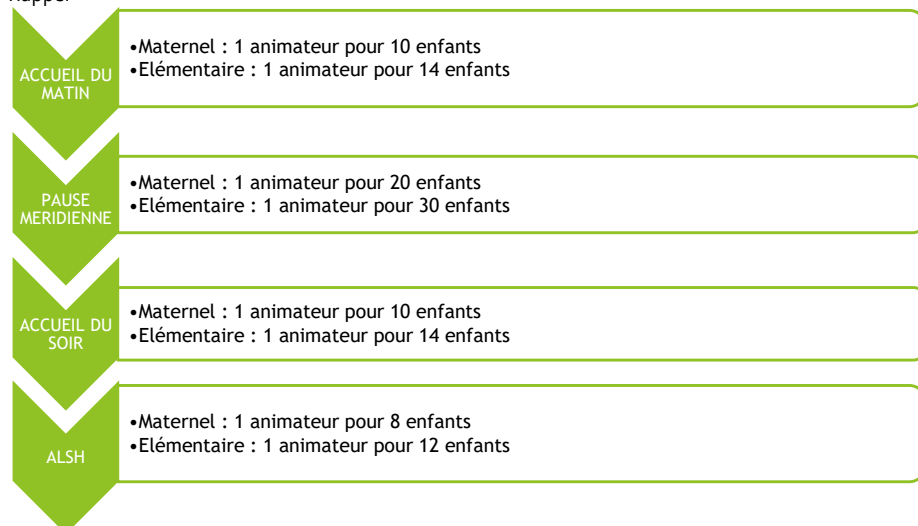 Rappel
ACCUEIL DU
MATIN
•Maternel : 1 animateur pour 10 enfants
•Elémentaire : 1 animateur pour 14 enfants
PAUSE
MERIDIENNE
•Maternel : 1 animateur pour 20 enfants
•Elémentaire : 1 animateur pour 30 enfants
ACCUEIL DU
SOIR
•Maternel : 1 animateur pour 10 enfants
•Elémentaire : 1 animateur pour 14 enfants
ALSH
•Maternel : 1 animateur pour 8 enfants
•Elémentaire : 1 animateur pour 12 enfants